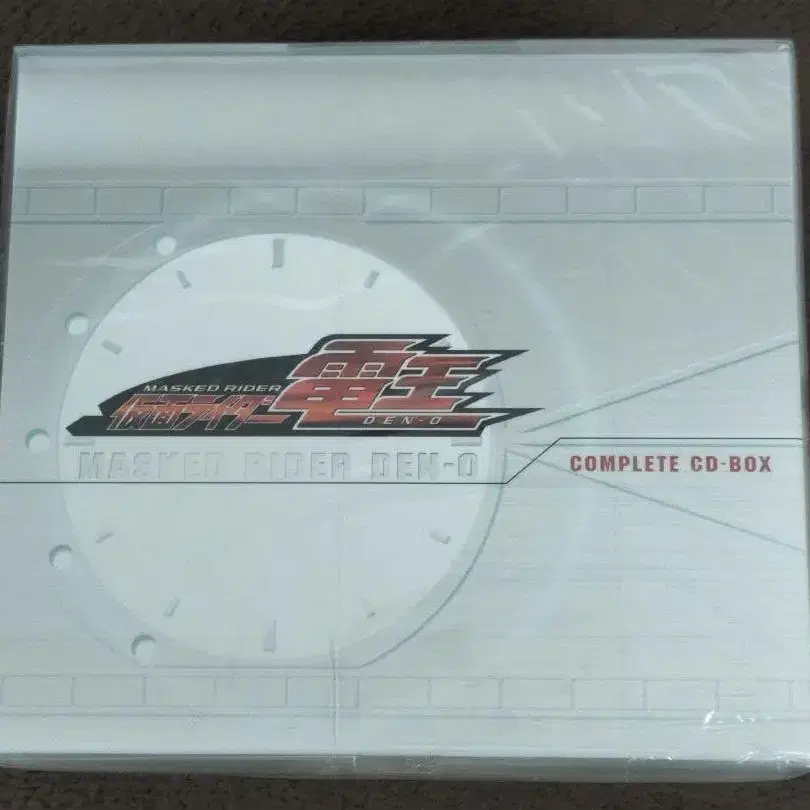 MASKED RIDER
仮面ライダー電王
DEN-O
MASKED RIDER DEN-O
COMPLETE CD-BOX